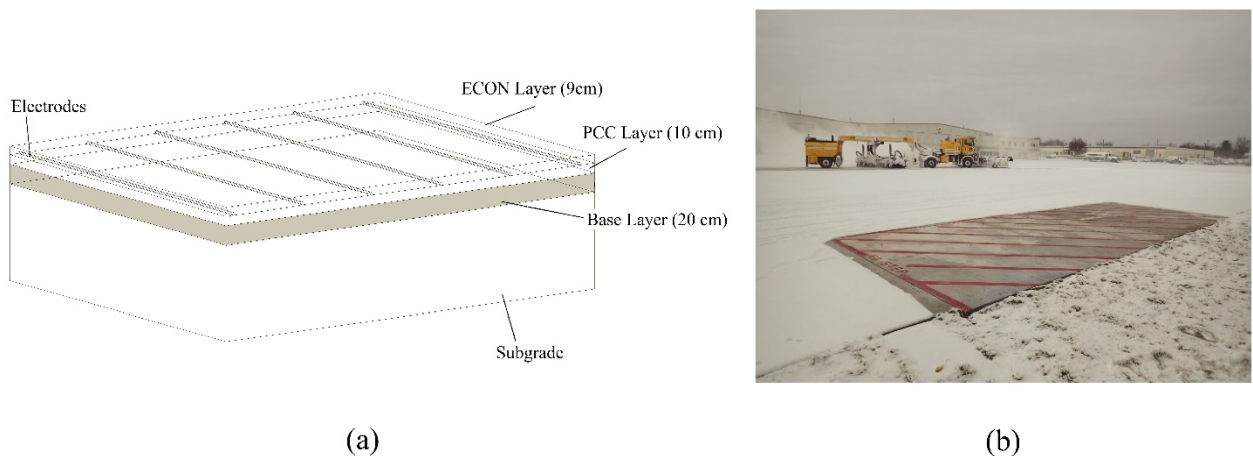 ECON Layer (9cm)
Electrodes
PCC Layer (10 cm)
Base Layer (20 cm)
Subgrade
(a)
(b)